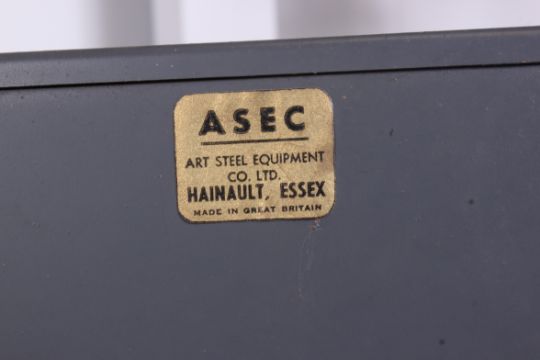 ASEC
ART STEEL EQUIPMENT
CO. LTD.
HAINAULT, ESSEX
MADE IN GREAT BRITAIN